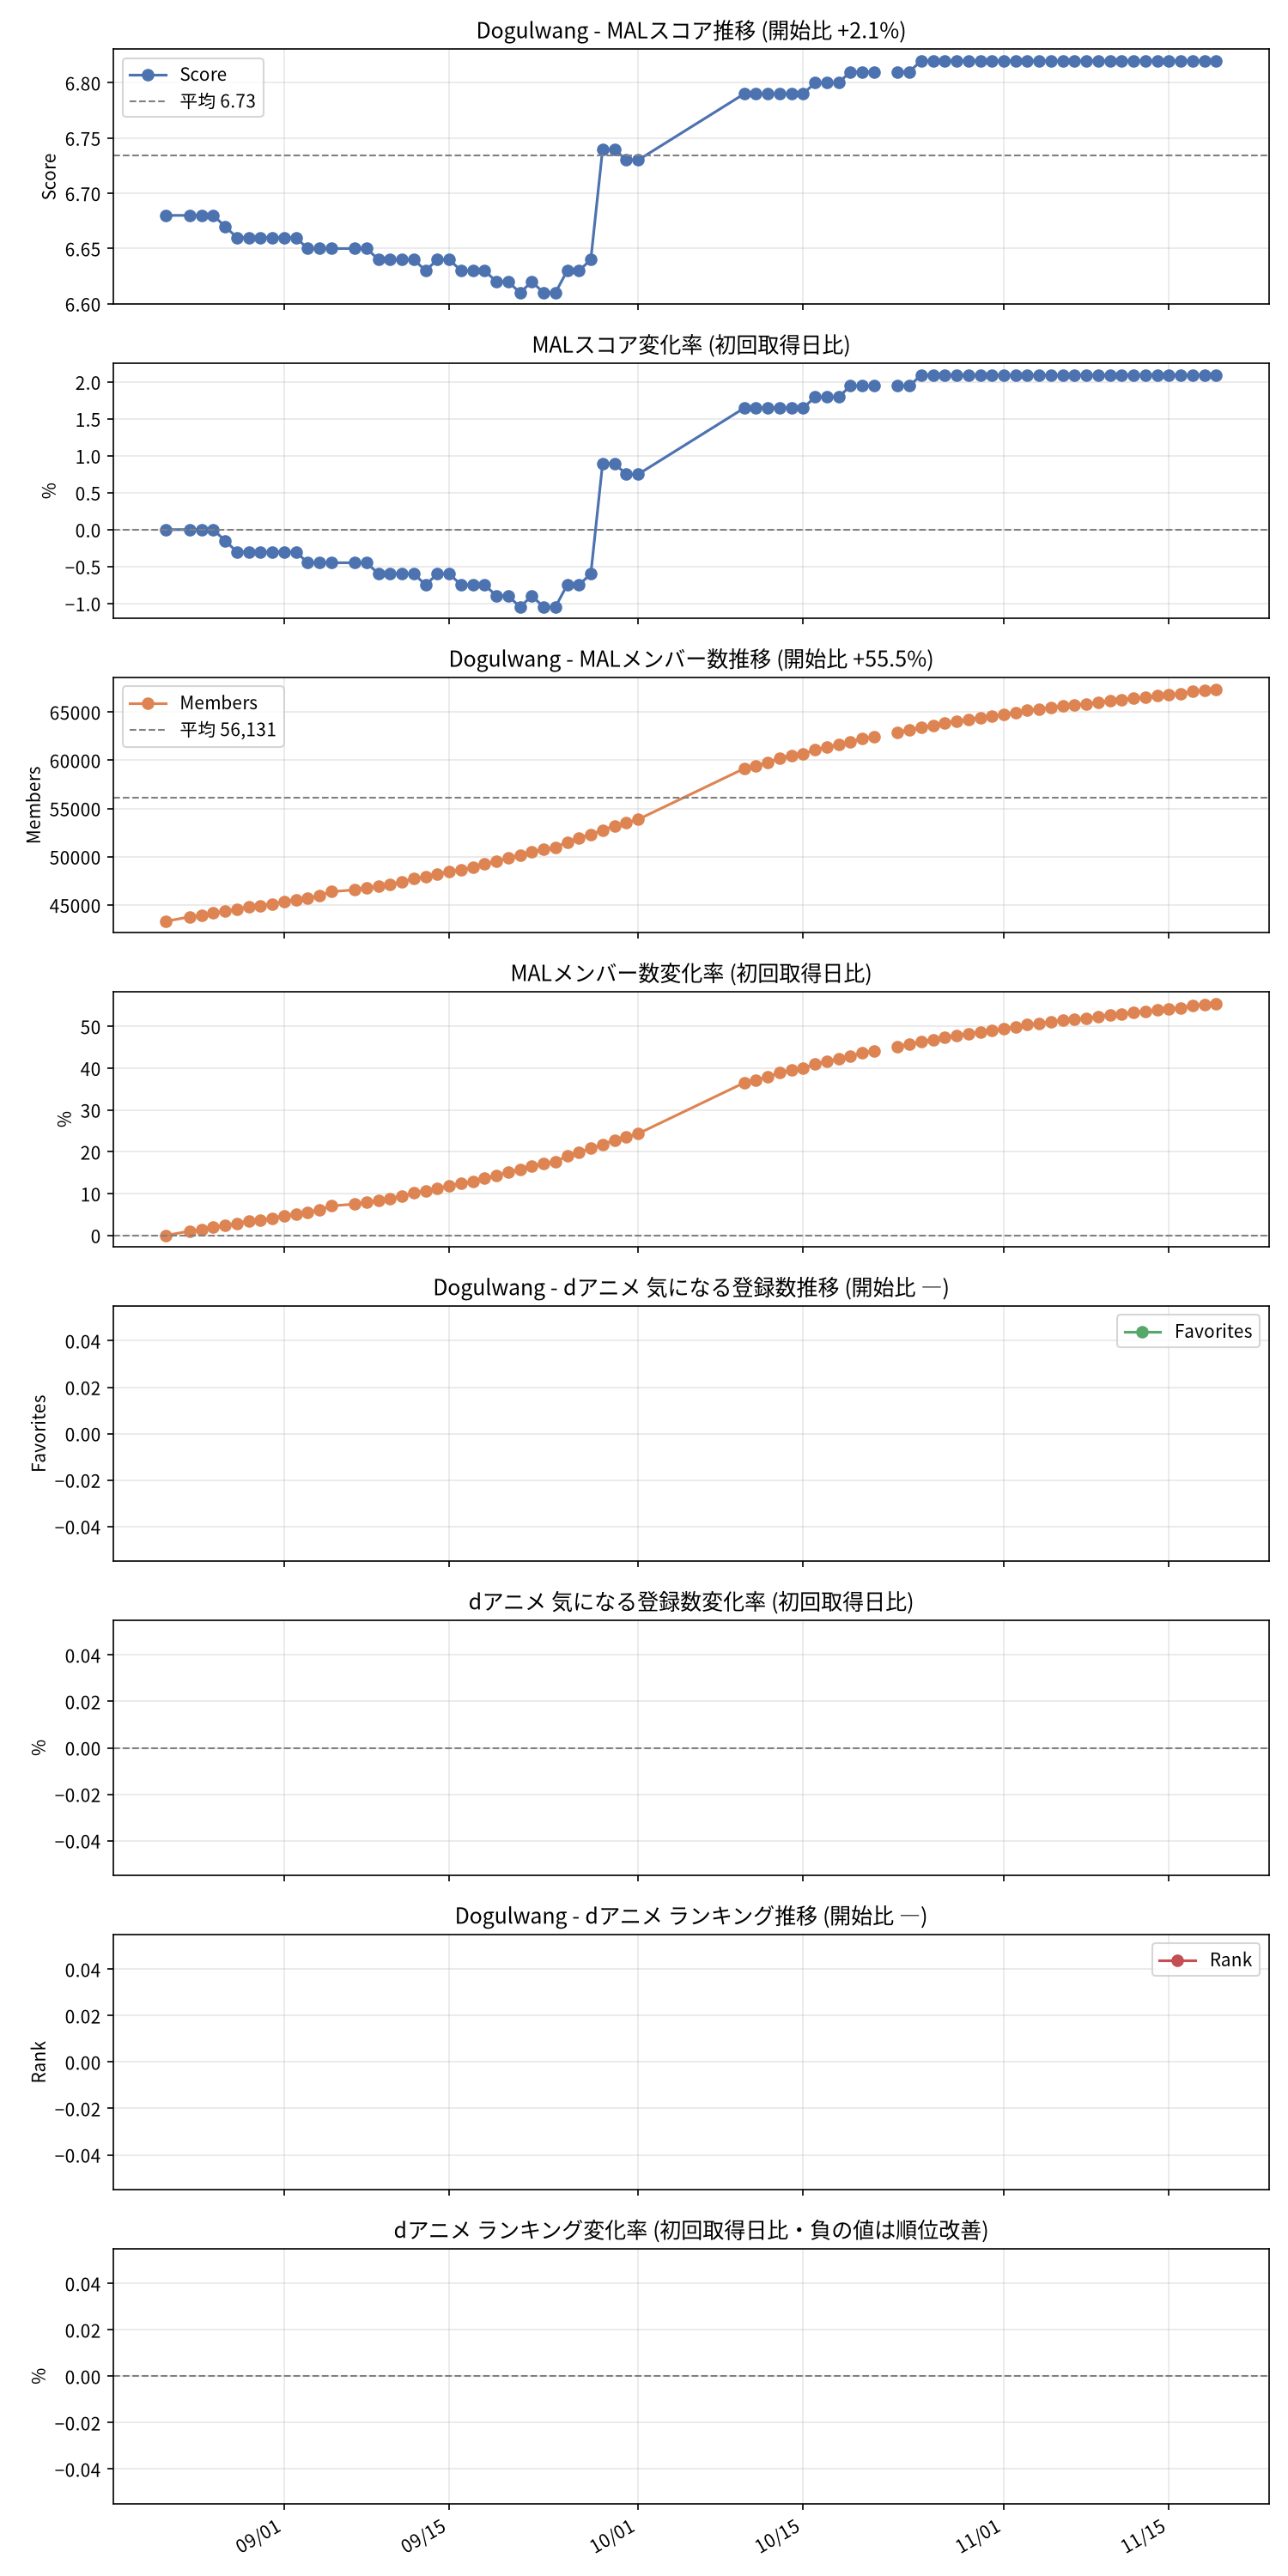 Dogulwang - MALスコア推移 (開始比 +2.1%)
Score
平均 6.73
Score
6.80
6.75
6.70
6.65
6.60
MALスコア変化率 (初回取得日比)
%
2.0
1.5
1.0
0.5
0.0
−0.5
−1.0
Dogulwang - MALメンバー数推移 (開始比 +55.5%)
Members
平均 56,131
Members
65000
60000
55000
50000
45000
MALメンバー数変化率 (初回取得日比)
%
50
40
30
20
10
0
Dogulwang - dアニメ 気になる登録数推移 (開始比 —)
Favorites
Favorites
0.04
0.02
0.00
−0.02
−0.04
dアニメ 気になる登録数変化率 (初回取得日比)
%
0.04
0.02
0.00
−0.02
−0.04
Dogulwang - dアニメ ランキング推移 (開始比 —)
Rank
Rank
0.04
0.02
0.00
−0.02
−0.04
dアニメ ランキング変化率 (初回取得日比・負の値は順位改善)
%
0.04
0.02
0.00
−0.02
−0.04
09/01
09/15
10/01
10/15
11/01
11/15